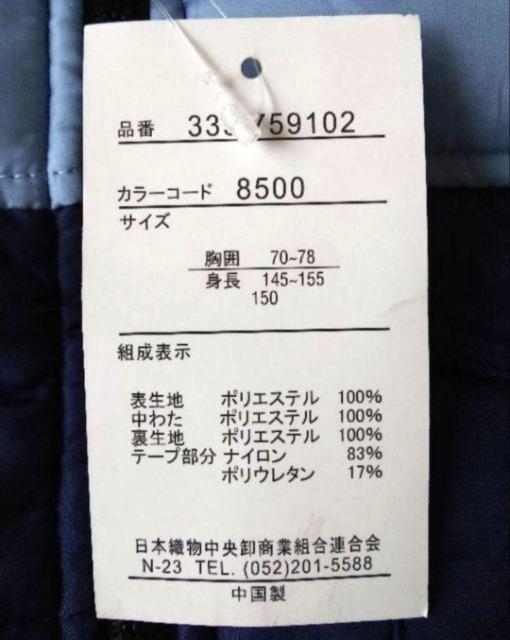 品番
カラーコード 8500
サイズ
胸囲 70~78
身長 145~155
150
組成表示
表生地 ポリエステル 100%
中わた ポリエステル 100%
裏生地 ポリエステル 100%
テープ部分 ナイロン 83%
ポリウレタン 17%
日本織物中央卸商業組合連合会
N-23 TEL. (052)201-5588
中国製